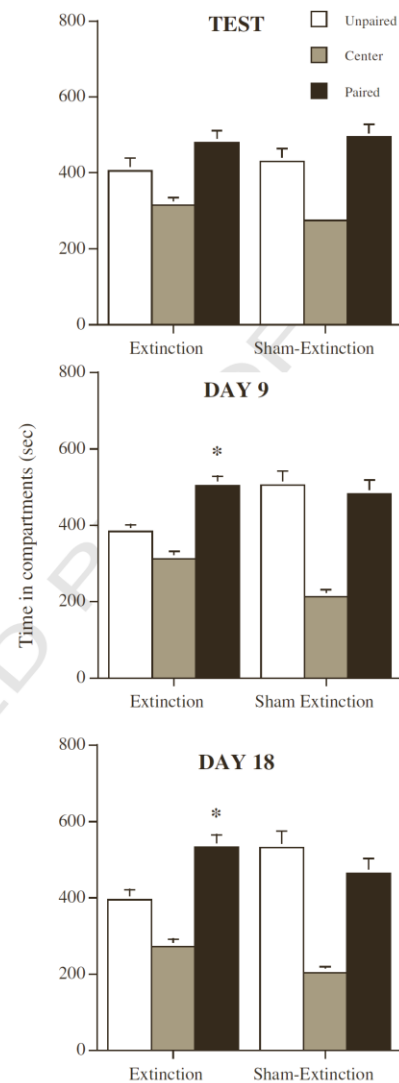 TEST
Unpaired
Center
Paired
800
600
400
200
0
Extinction Sham-Extinction
Time in compartments (sec)
DAY 9
800
600
400
200
0
*
Extinction Sham Extinction
DAY 18
800
600
400
200
0
*
Extinction Sham-Extinction